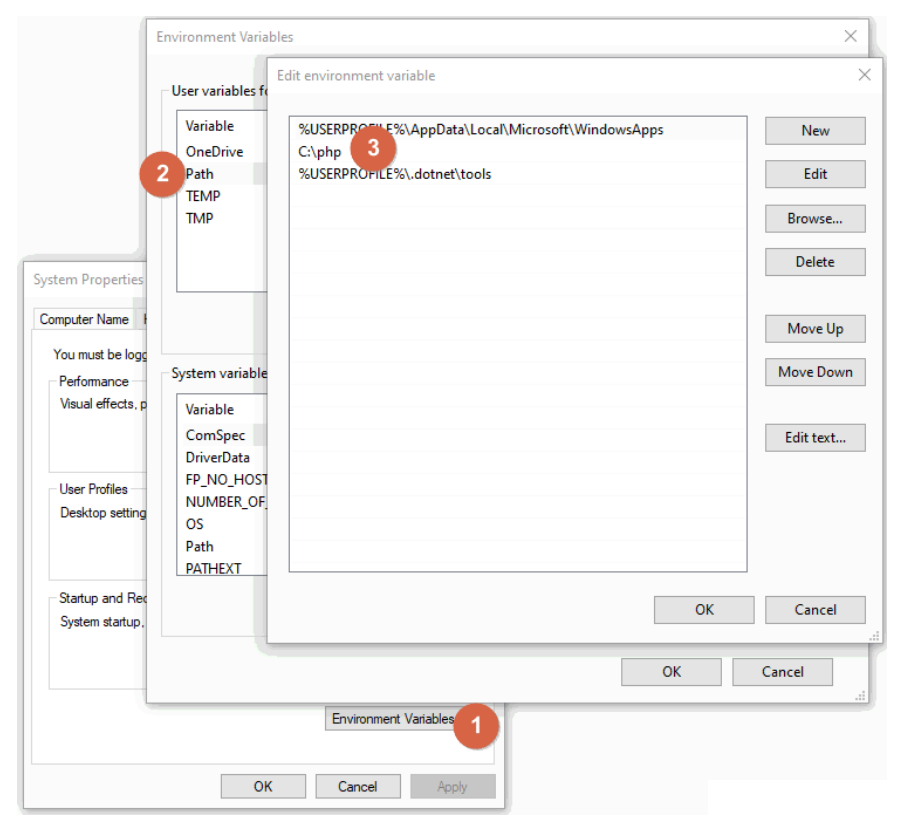 Environment Variables
Edit environment variable
User variables fo
Variable
OneDrive
2
Path
TEMP
TMP
%USERPROFILE%\AppData\Local\Microsoft\WindowsApps
C:\php
3
%USERPROFILE%\.dotnet\tools
New
Edit
Browse...
Delete
Move Up
Move Down
Edit text...
OK
Cancel
System variable
Variable
ComSpec
DriverData
FP_NO_HOST
NUMBER_OF_
OS
Path
PATHEXT
OK
Cancel
System Properties
Computer Name
You must be logg
Performance
Visual effects, p
User Profiles
Desktop setting
Startup and Rec
System startup,
Environment Variables
1
OK
Cancel
Apply